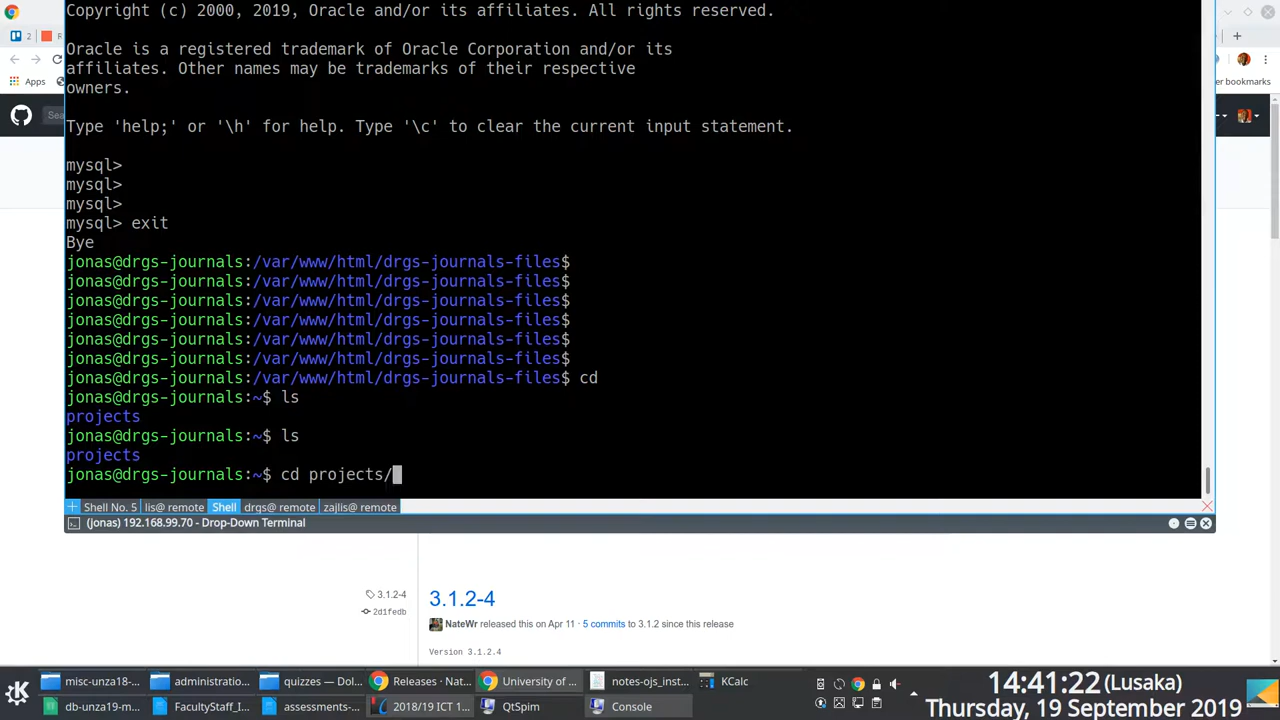 Copyright (c) 2000, 2019, Oracle and/or its affiliates. All rights reserved.
2
Oracle is a registered trademark of Oracle Corporation and/or its
affiliates. Other names may be trademarks of their respective
owners.
Apps
er bookmarks
Sea
Type 'help;' or '\h' for help. Type '\c' to clear the current input statement.
mysql>
mysql>
mysql>
mysql> exit
Bye
jonas@drgs-journals:/var/www/html/drgs-journals-files$
jonas@drgs-journals:/var/www/html/drgs-journals-files$
jonas@drgs-journals:/var/www/html/drgs-journals-files$
jonas@drgs-journals:/var/www/html/drgs-journals-files$
jonas@drgs-journals:/var/www/html/drgs-journals-files$
jonas@drgs-journals:/var/www/html/drgs-journals-files$
jonas@drgs-journals:/var/www/html/drgs-journals-files$ cd
jonas@drgs-journals:~$ ls
projects
jonas@drgs-journals:~$ ls
projects
jonas@drgs-journals:~$ cd projects/
Shell No. 5 lis@ remote Shell drgs@ remote zajlis@ remote
(jonas) 192.168.99.70 - Drop-Down Terminal
3.1.2-4 3.1.2-4
2d1fedb
NateWr released this on Apr 11 · 5 commits to 3.1.2 since this release
Version 3.1.2.4
misc-unza18-... administratio... quizzes — Dol... Releases · Nat... University of ... notes-ojs_inst... KCalc
db-unza19-m... FacultyStaff_I... assessments-... 2018/19 ICT 1... QtSpim Console
14:41:22 (Lusaka)
Thursday, 19 September 2019